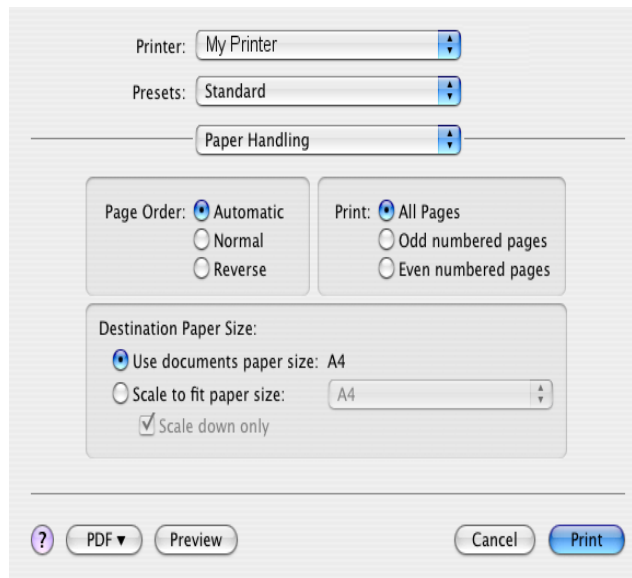 Printer: My Printer
Presets: Standard
Paper Handling
Page Order: Automatic
Normal
Reverse
Print: All Pages
Odd numbered pages
Even numbered pages
Destination Paper Size:
Use documents paper size: A4
Scale to fit paper size: A4
Scale down only
? PDF ▼ Preview Cancel Print